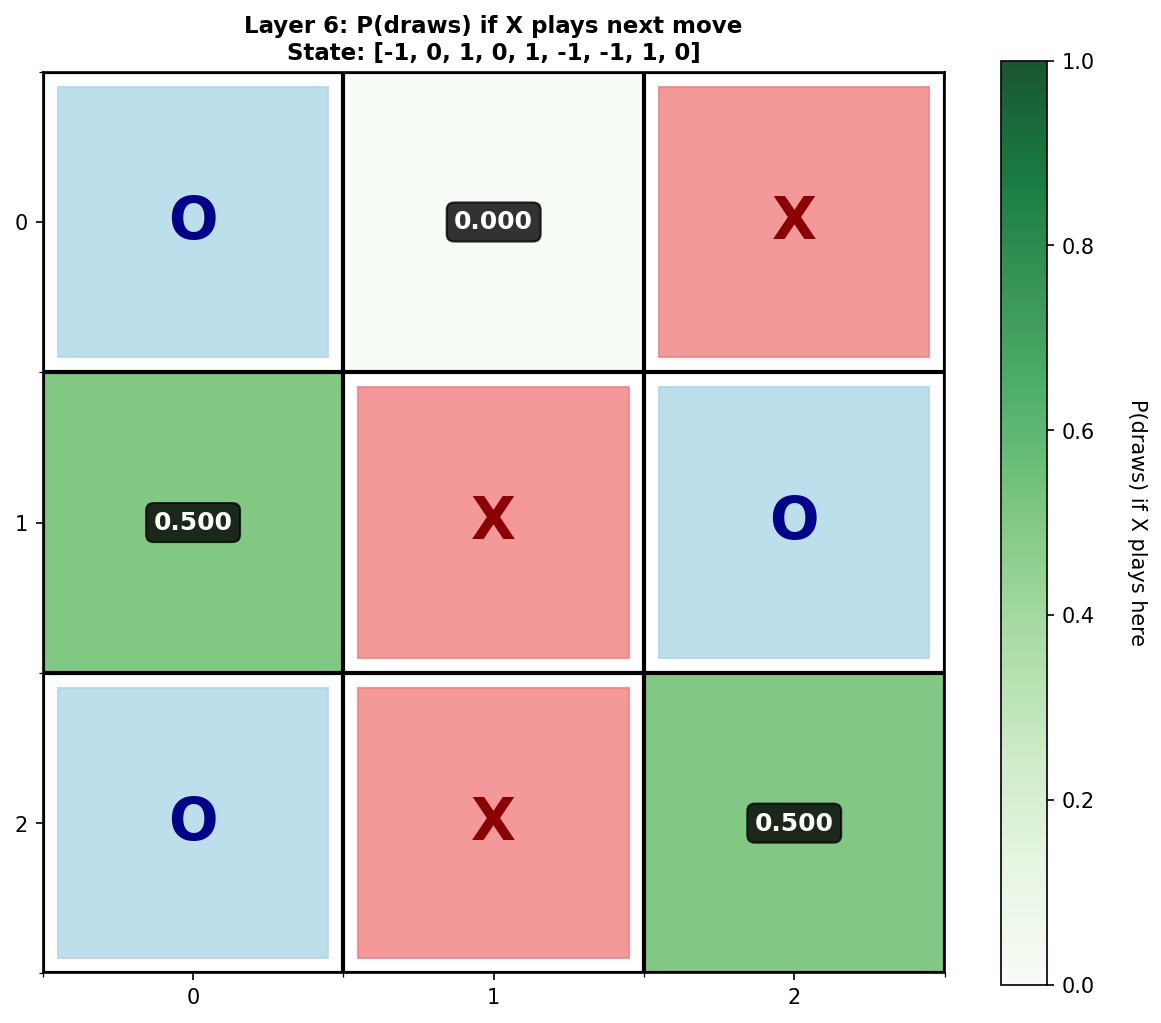 Layer 6: P(draws) if X plays next move
State: [-1, 0, 1, 0, 1, -1, -1, 1, 0]
0
O
0.000
X
1
0.500
X
O
2
O
X
0.500
0
1
2
1.0
0.8
0.6
0.4
0.2
0.0
P(draws) if X plays here